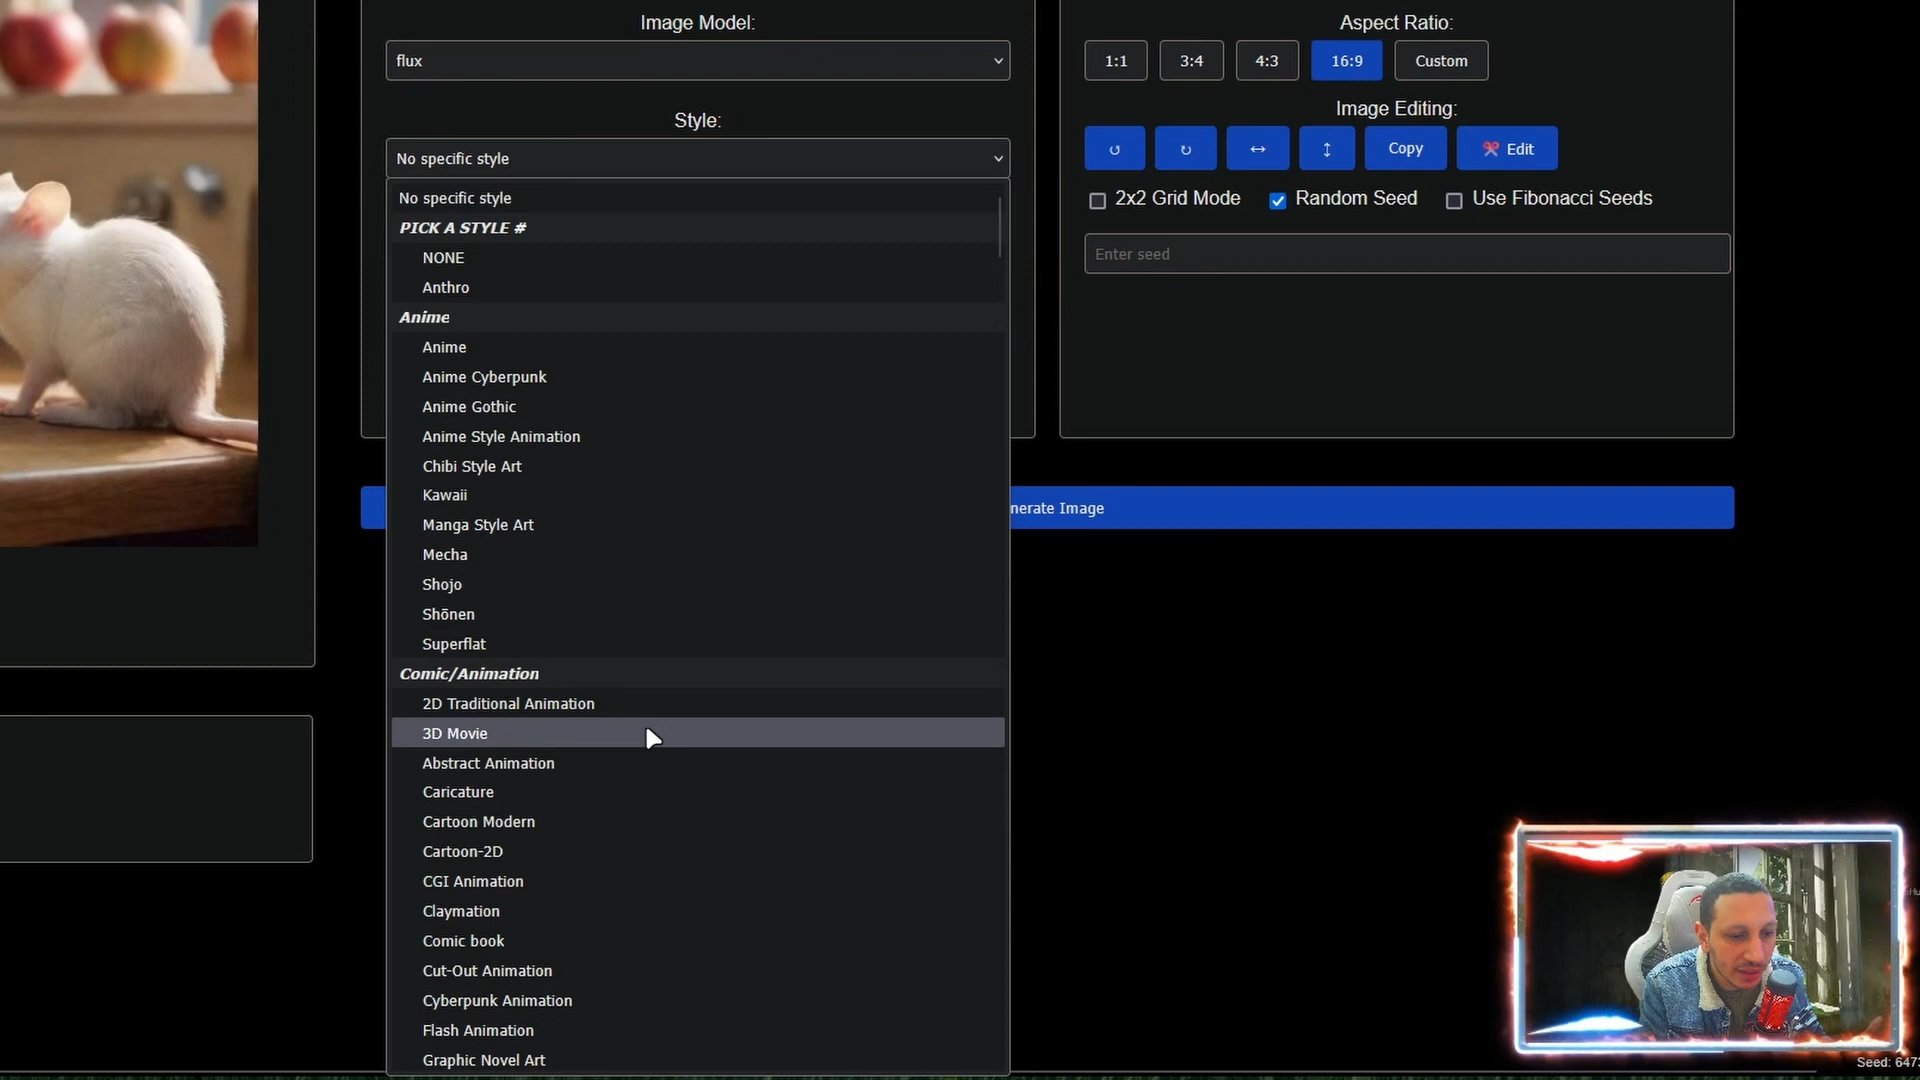 Image Model:
flux
Style:
No specific style
No specific style
PICK A STYLE #
NONE
Anthro
Anime
Anime
Anime Cyberpunk
Anime Gothic
Anime Style Animation
Chibi Style Art
Kawaii
Manga Style Art
Mecha
Shojo
Shōnen
Superflat
Comic/Animation
2D Traditional Animation
3D Movie
Abstract Animation
Caricature
Cartoon Modern
Cartoon-2D
CGI Animation
Claymation
Comic book
Cut-Out Animation
Cyberpunk Animation
Flash Animation
Graphic Novel Art
Aspect Ratio:
1:1 3:4 4:3 16:9 Custom
Image Editing:
↺ ↻ ↔ ↕ Copy Edit
2x2 Grid Mode Random Seed Use Fibonacci Seeds
Enter seed
nerate Image
Seed: 647